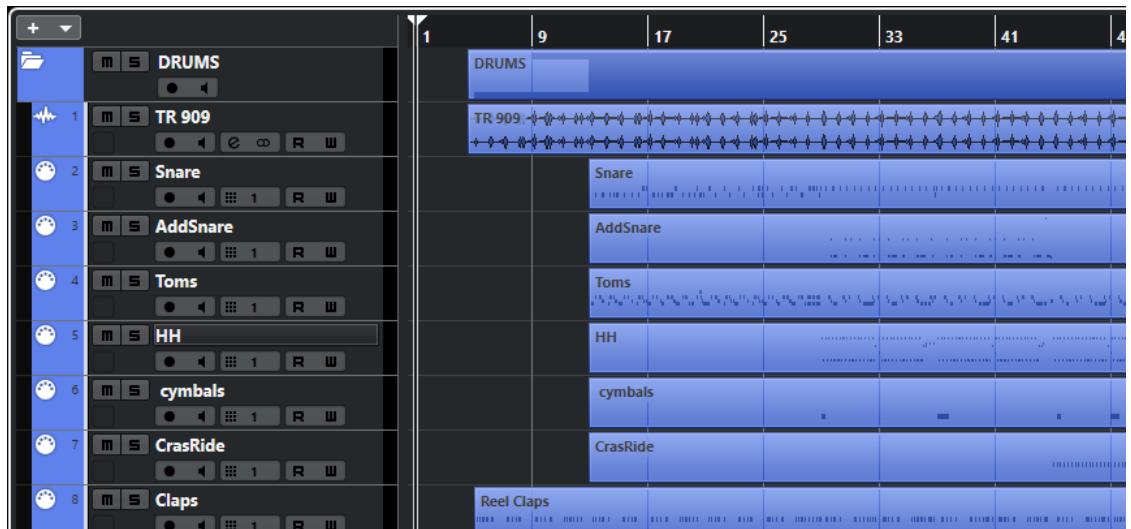 +
1 9 17 25 33 41 4
m S DRUMS
DRUMS
1 m S TR 909
e R W
TR 909
2 m S Snare
1 R W
Snare
3 m S AddSnare
1 R W
AddSnare
4 m S Toms
1 R W
Toms
5 m S HH
1 R W
HH
6 m S cymbals
1 R W
cymbals
7 m S CrasRide
1 R W
CrasRide
8 m S Claps
1 R W
Reel Claps